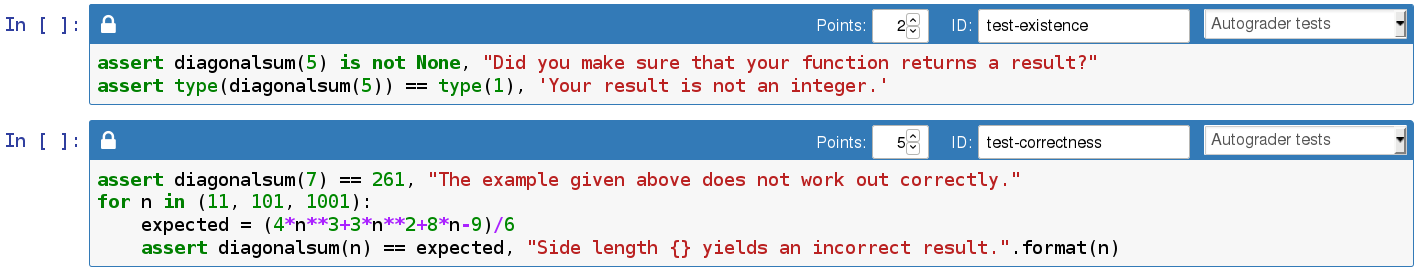 In [ ]: Points: 2 ID: test-existence Autograder tests
assert diagonalsum(5) is not None, "Did you make sure that your function returns a result?"
assert type(diagonalsum(5)) == type(1), 'Your result is not an integer.'
In [ ]: Points: 5 ID: test-correctness Autograder tests
assert diagonalsum(7) == 261, "The example given above does not work out correctly."
for n in (11, 101, 1001):
    expected = (4*n**3+3*n**2+8*n-9)/6
    assert diagonalsum(n) == expected, "Side length {} yields an incorrect result.".format(n)